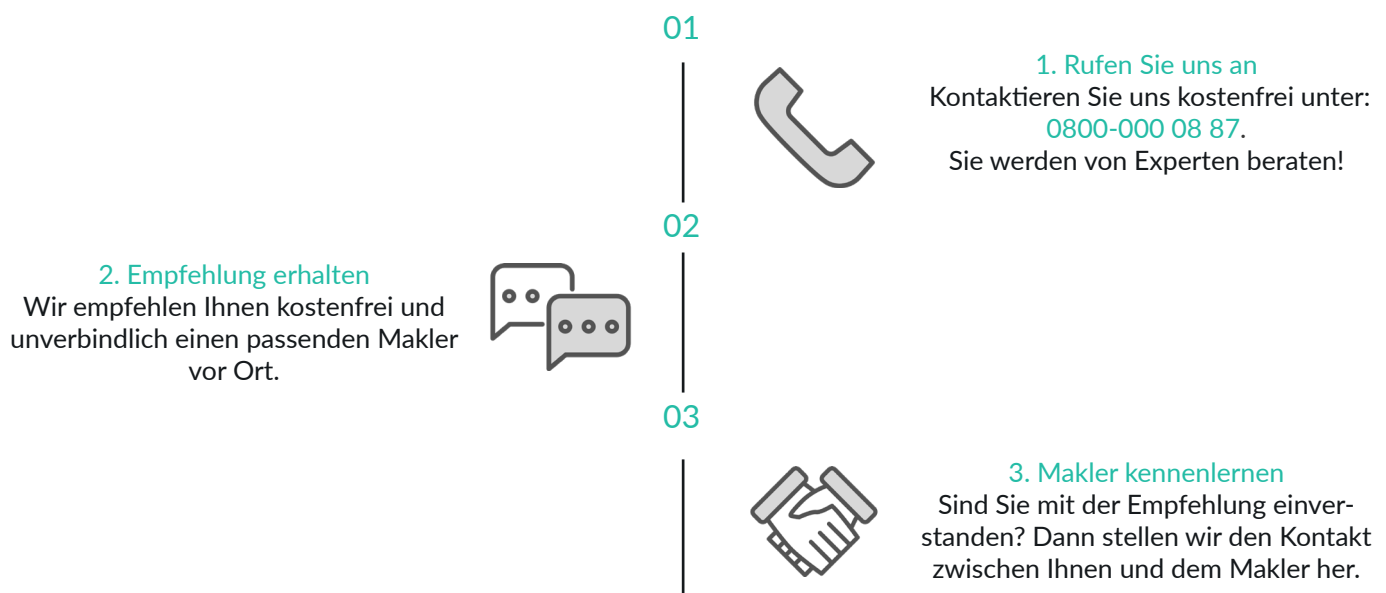 01
1. Rufen Sie uns an
Kontaktieren Sie uns kostenfrei unter:
0800-000 08 87.
Sie werden von Experten beraten!
02
2. Empfehlung erhalten
Wir empfehlen Ihnen kostenfrei und
unverbindlich einen passenden Makler
vor Ort.
03
3. Makler kennenlernen
Sind Sie mit der Empfehlung einver-
standen? Dann stellen wir den Kontakt
zwischen Ihnen und dem Makler her.